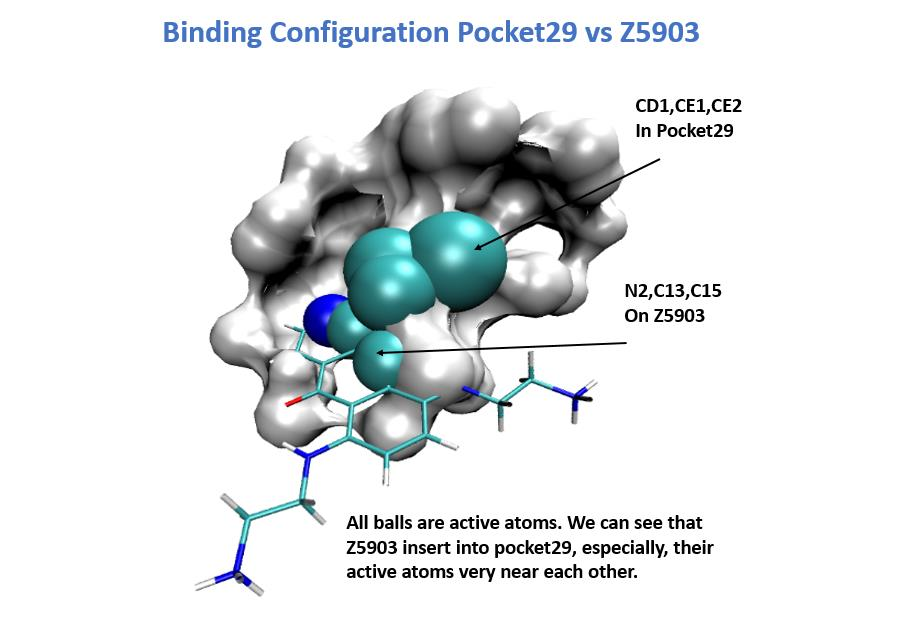 Binding Configuration Pocket29 vs Z5903
CD1,CE1,CE2
In Pocket29
N2,C13,C15
On Z5903
All balls are active atoms. We can see that
Z5903 insert into pocket29, especially, their
active atoms very near each other.